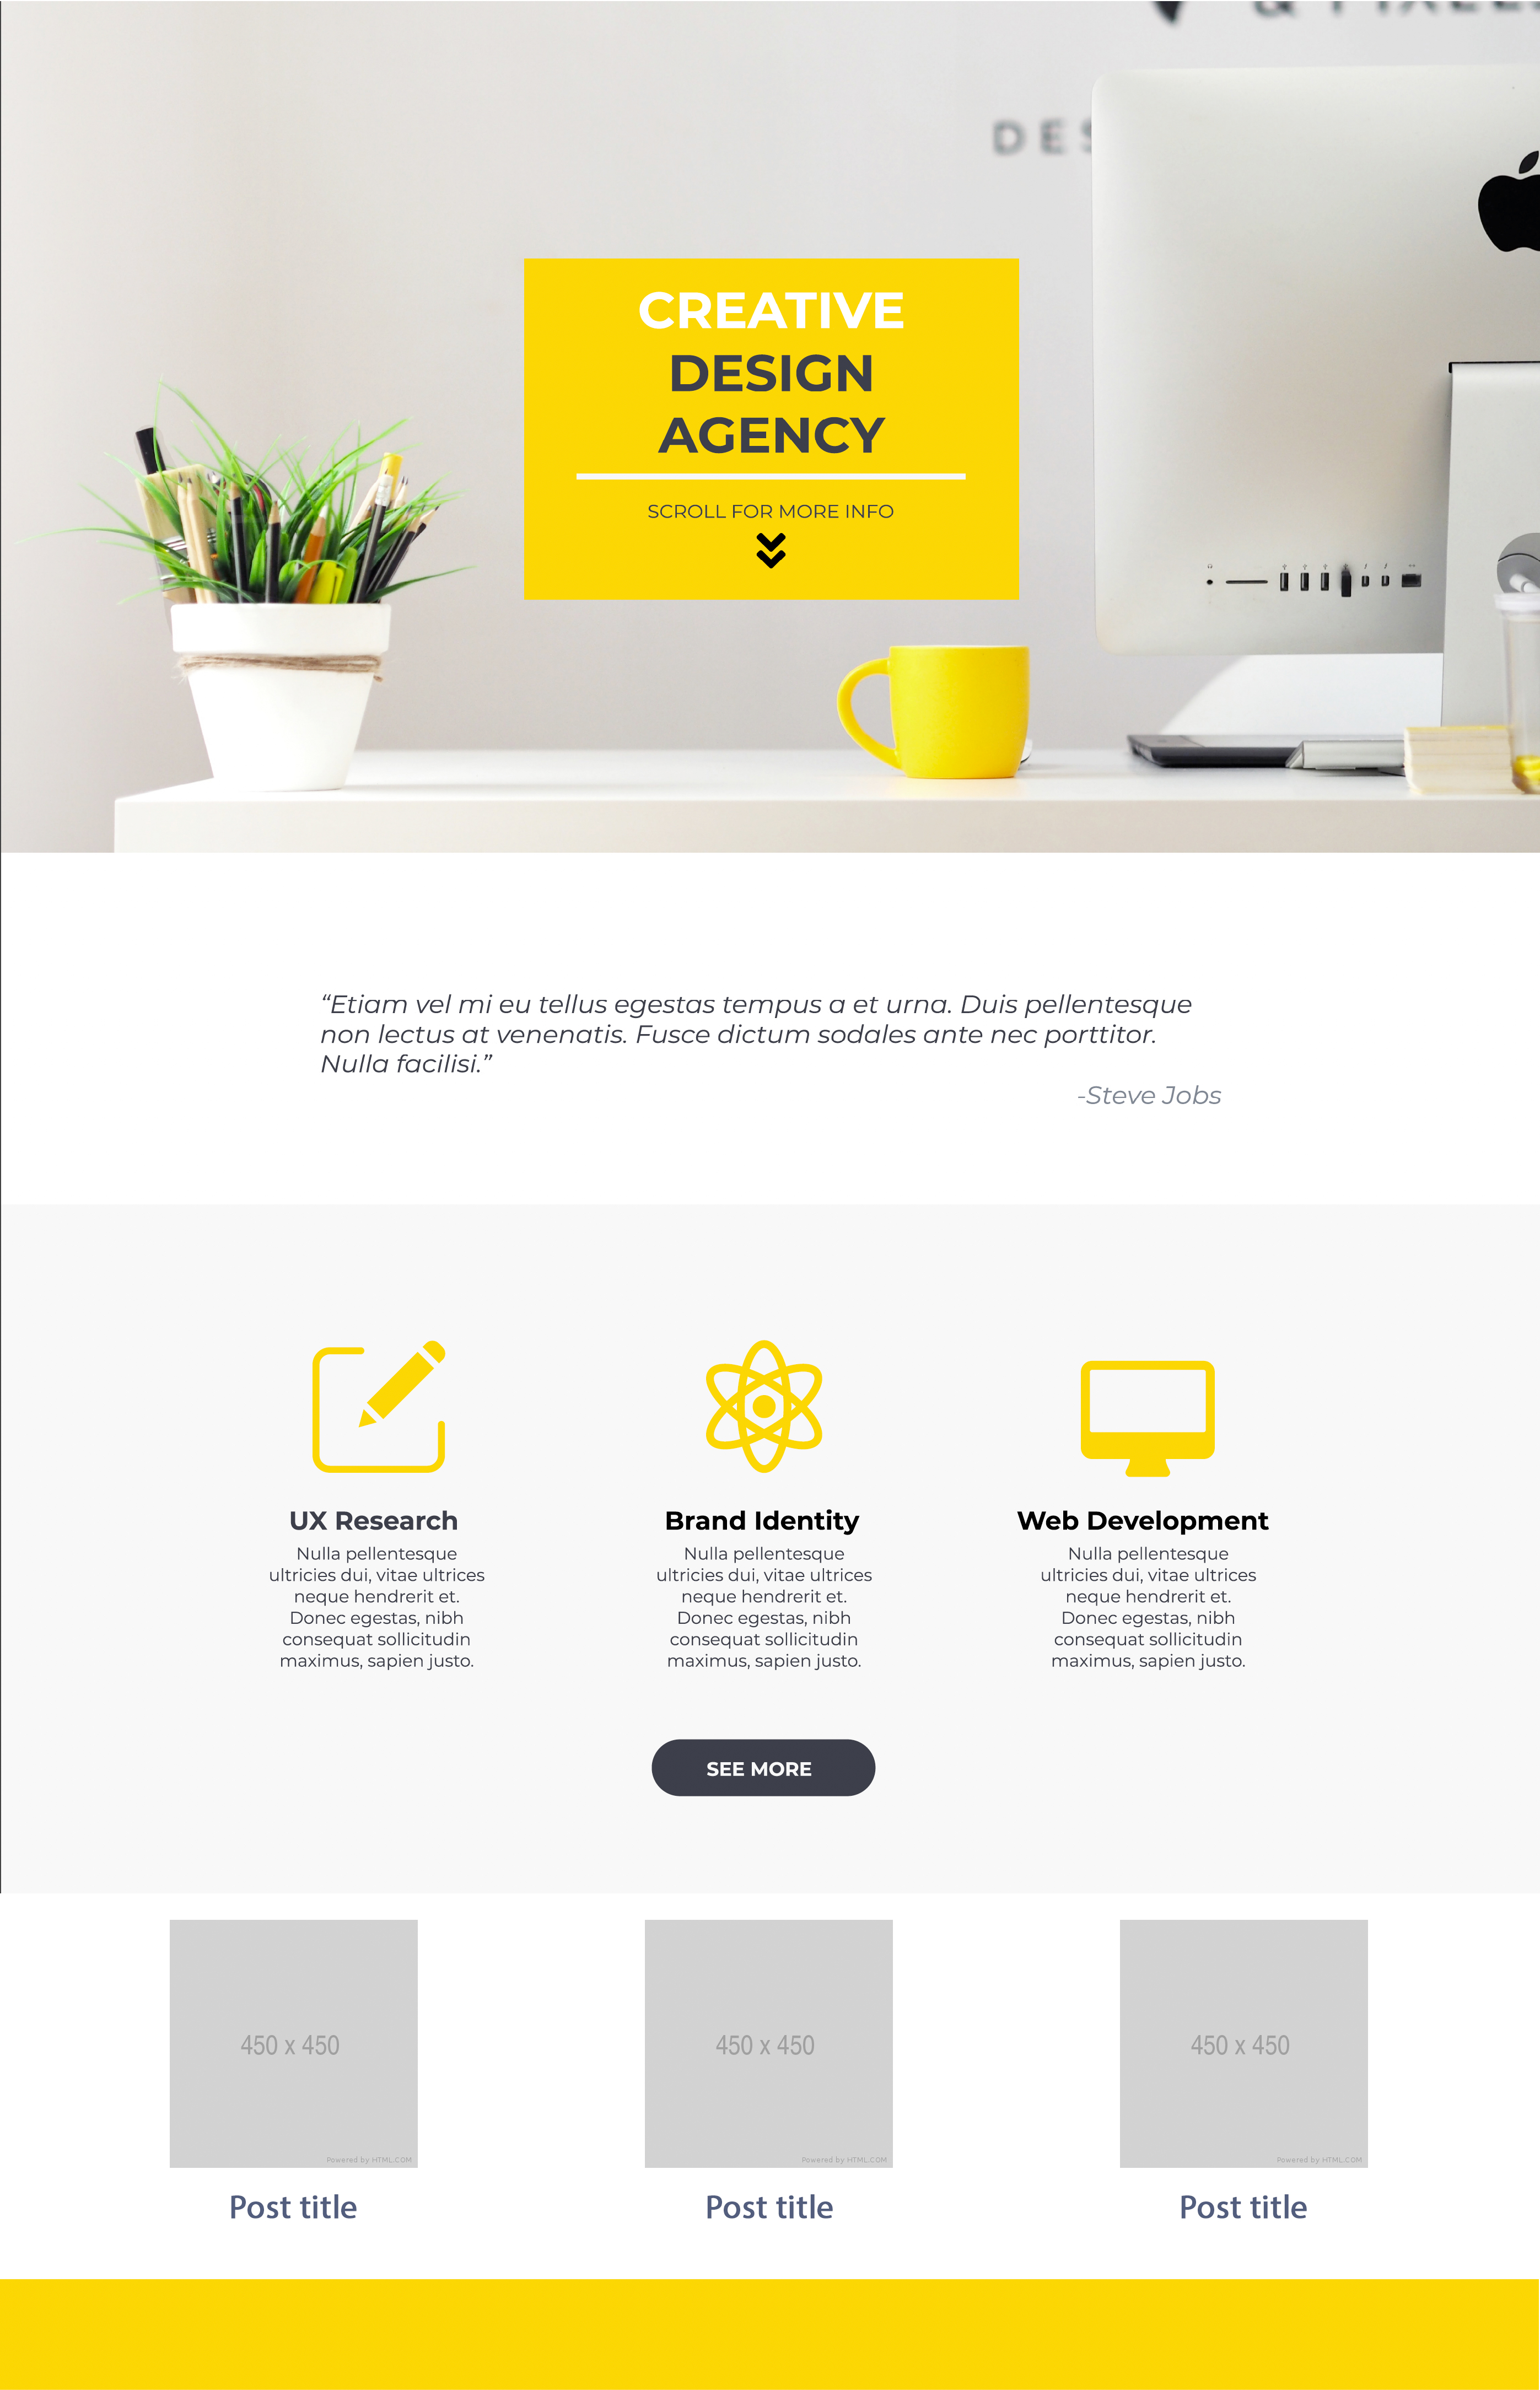 DES
CREATIVE
DESIGN
AGENCY
SCROLL FOR MORE INFO
“Etiam vel mi eu tellus egestas tempus a et urna. Duis pellentesque
non lectus at venenatis. Fusce dictum sodales ante nec porttitor.
Nulla facilisi.”
-Steve Jobs
UX Research
Nulla pellentesque
ultricies dui, vitae ultrices
neque hendrerit et.
Donec egestas, nibh
consequat sollicitudin
maximus, sapien justo.
Brand Identity
Nulla pellentesque
ultricies dui, vitae ultrices
neque hendrerit et.
Donec egestas, nibh
consequat sollicitudin
maximus, sapien justo.
Web Development
Nulla pellentesque
ultricies dui, vitae ultrices
neque hendrerit et.
Donec egestas, nibh
consequat sollicitudin
maximus, sapien justo.
SEE MORE
450 x 450
Powered by HTML.COM
Post title
450 x 450
Powered by HTML.COM
Post title
450 x 450
Powered by HTML.COM
Post title